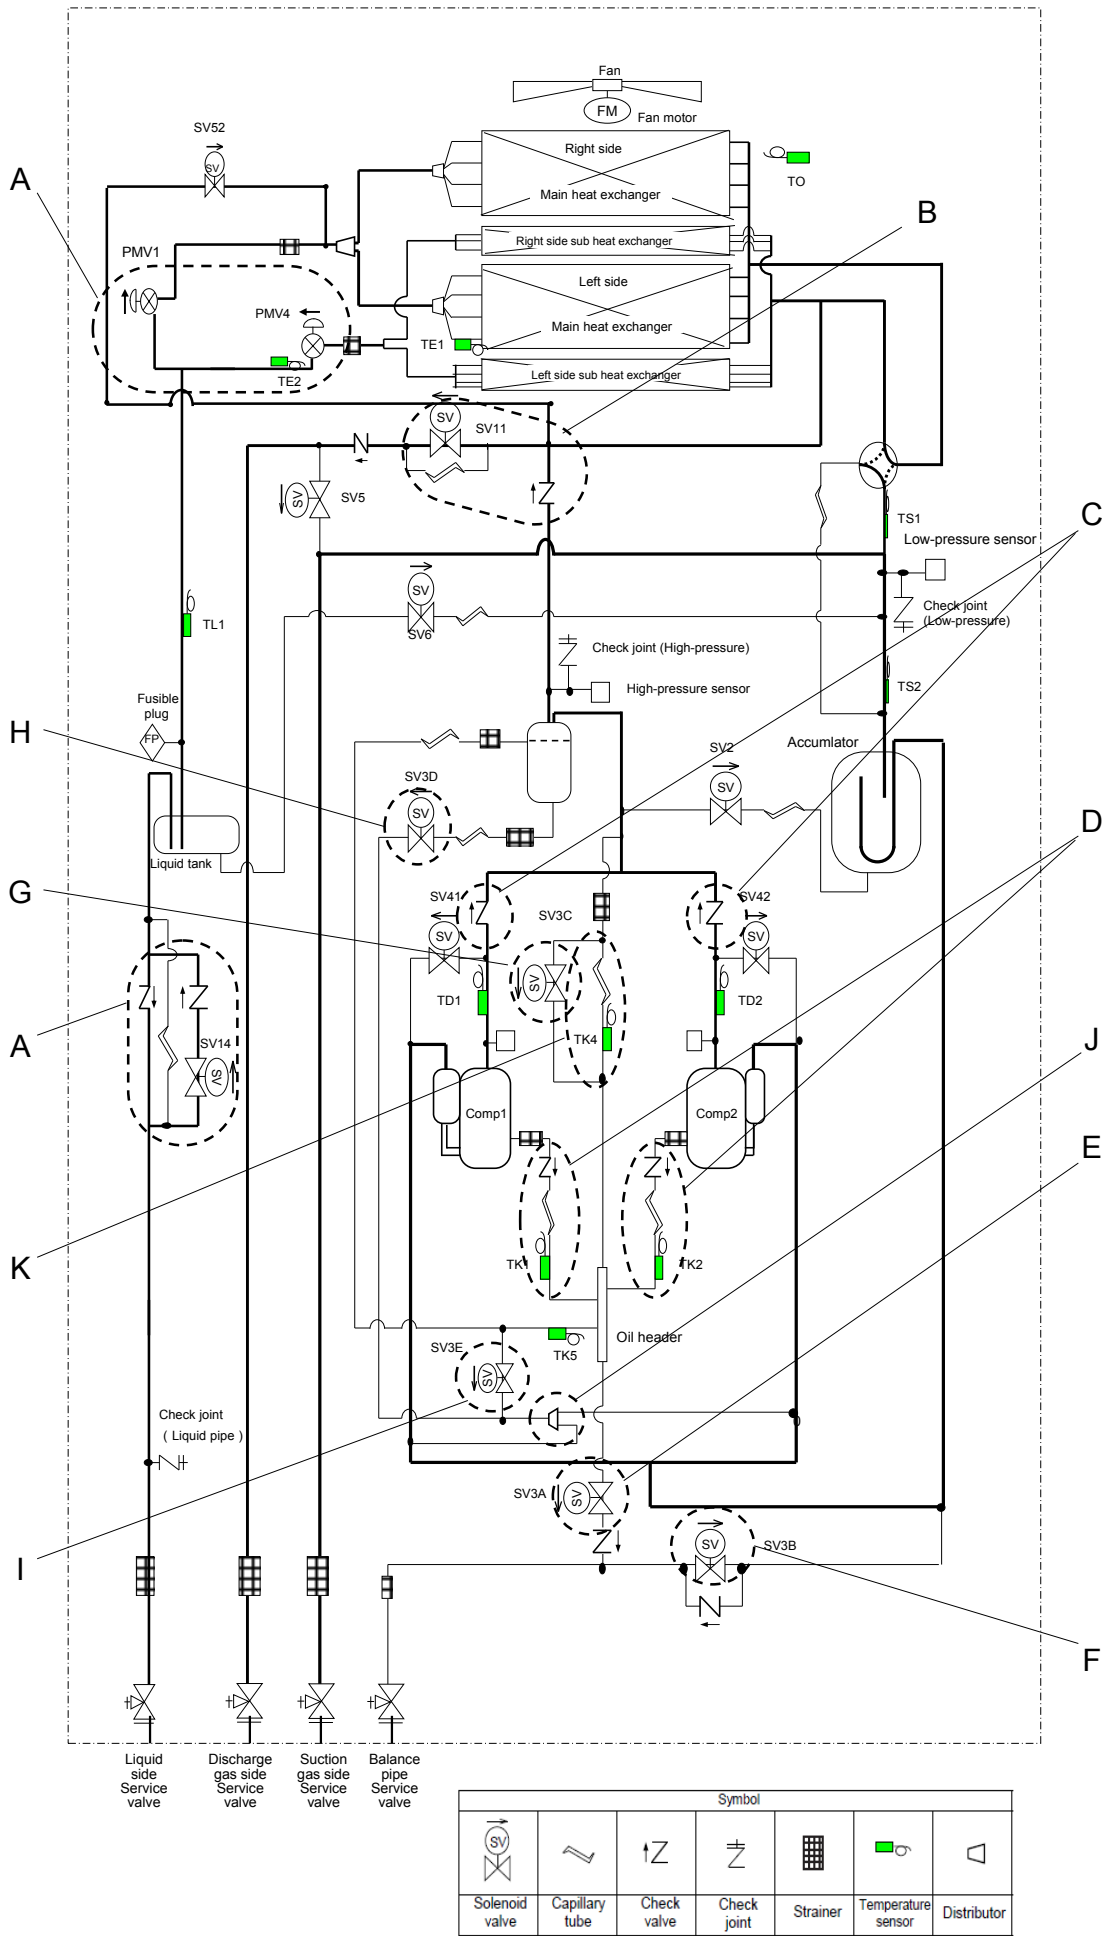 Fan
FM
Fan motor
SV52
SV
Right side
Main heat exchanger
TO
A
B
PMV1
Right side sub heat exchanger
Left side
PMV4
Main heat exchanger
TE1
TE2
Left side sub heat exchanger
SV
SV11
SV
SV5
C
TS1
Low-pressure sensor
SV
SV6
TL1
Check joint
(Low-pressure)
Check joint (High-pressure)
High-pressure sensor
TS2
Fusible
plug
FP
H
Accumlator
SV2
SV
SV3D
SV
D
Liquid tank
G
SV41
SV
SV3C
SV
SV42
SV
TD1
TD2
TK4
A
SV14
SV
J
Comp1
Comp2
E
K
TK1
TK2
Oil header
TK5
SV3E
SV
Check joint
( Liquid pipe )
SV3A
SV
SV
SV3B
I
F
Liquid
side
Service
valve
Discharge
gas side
Service
valve
Suction
gas side
Service
valve
Balance
pipe
Service
valve
Symbol
SV
Solenoid
valve
Capillary
tube
Check
valve
Check
joint
Strainer
Temperature
sensor
Distributor